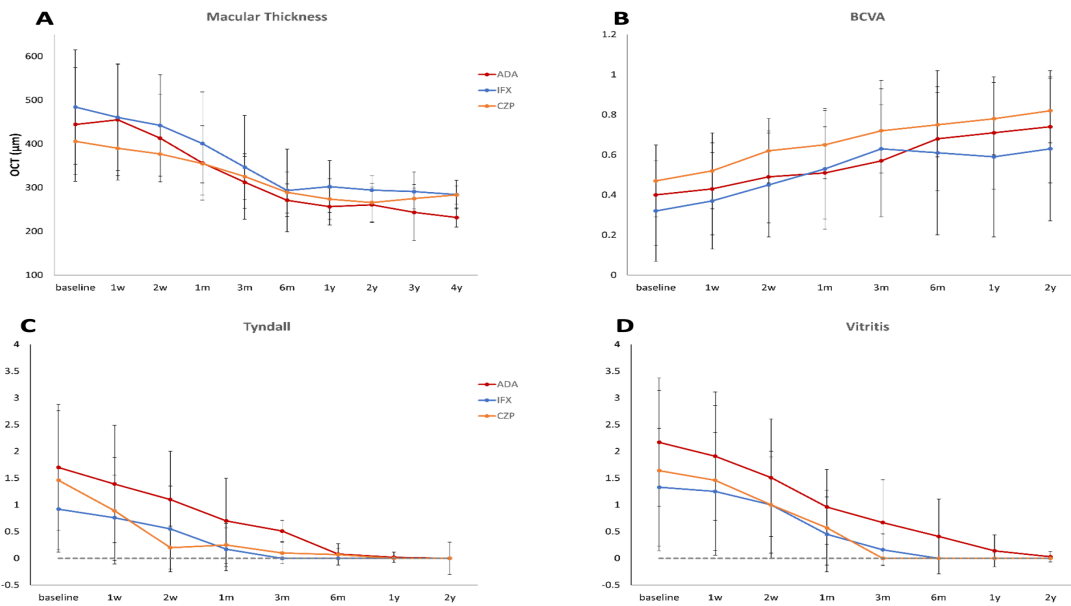 A
Macular Thickness
OCT (µm)
600
500
400
300
200
100
baseline 1w 2w 1m 3m 6m 1y 2y 3y 4y
ADA
IFX
CZP
B
BCVA
1.2
1
0.8
0.6
0.4
0.2
0
baseline 1w 2w 1m 3m 6m 1y 2y
C
Tyndall
4
3.5
3
2.5
2
1.5
1
0.5
0
-0.5
baseline 1w 2w 1m 3m 6m 1y 2y
ADA
IFX
CZP
D
Vitritis
4
3.5
3
2.5
2
1.5
1
0.5
0
-0.5
baseline 1w 2w 1m 3m 6m 1y 2y